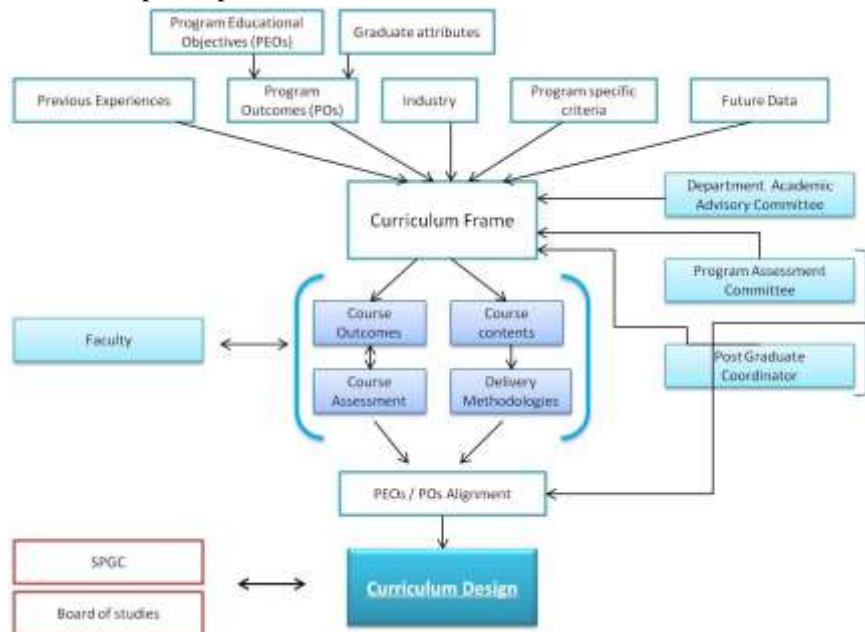 Program Educational
Objectives (PEOs)
Graduate attributes
Previous Experiences
Program
Outcomes (POs)
Industry
Program specific
criteria
Future Data
Curriculum Frame
Department Academic
Advisory Committee
Program Assessment
Committee
Post Graduate
Coordinator
Faculty
Course
Outcomes
Course
contents
Course
Assessment
Delivery
Methodologies
PEOs / POs Alignment
SPGC
Board of studies
Curriculum Design